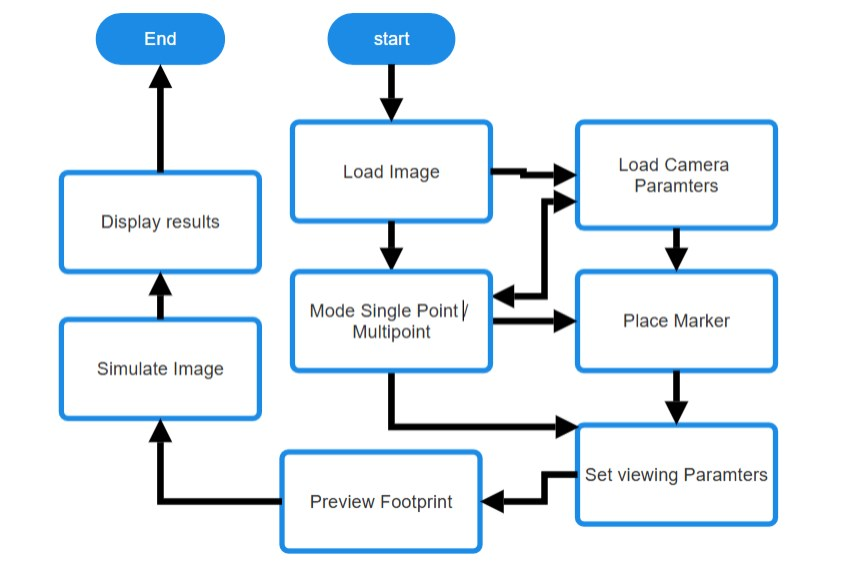 End
start
Load Image
Load Camera
Paramters
Display results
Mode Single Point /
Multipoint
Place Marker
Simulate Image
Set viewing Paramters
Preview Footprint